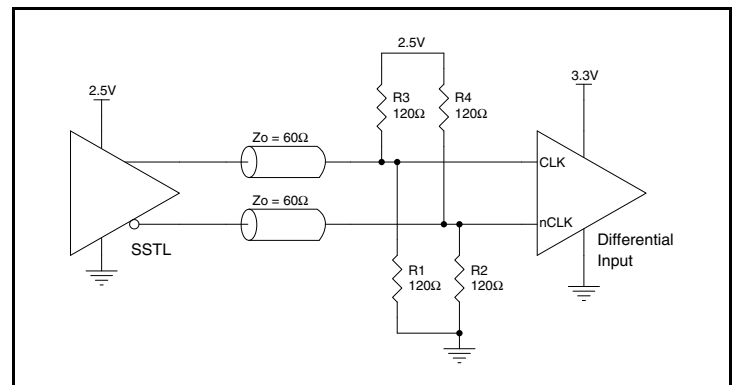 2.5V
2.5V
3.3V
R3
120Ω
R4
120Ω
Zo = 60Ω
CLK
Zo = 60Ω
nCLK
SSTL
Differential
Input
R1
120Ω
R2
120Ω